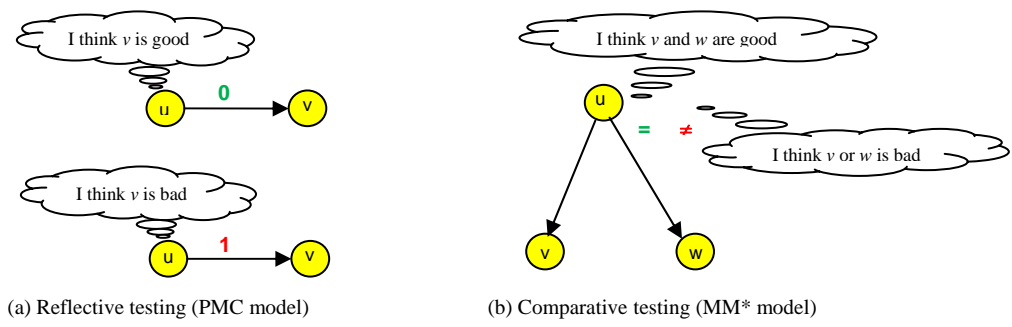 I think v is good
0
u
v
I think v is bad
1
u
v
(a) Reflective testing (PMC model)
I think v and w are good
u
= ≠
I think v or w is bad
v
w
(b) Comparative testing (MM* model)